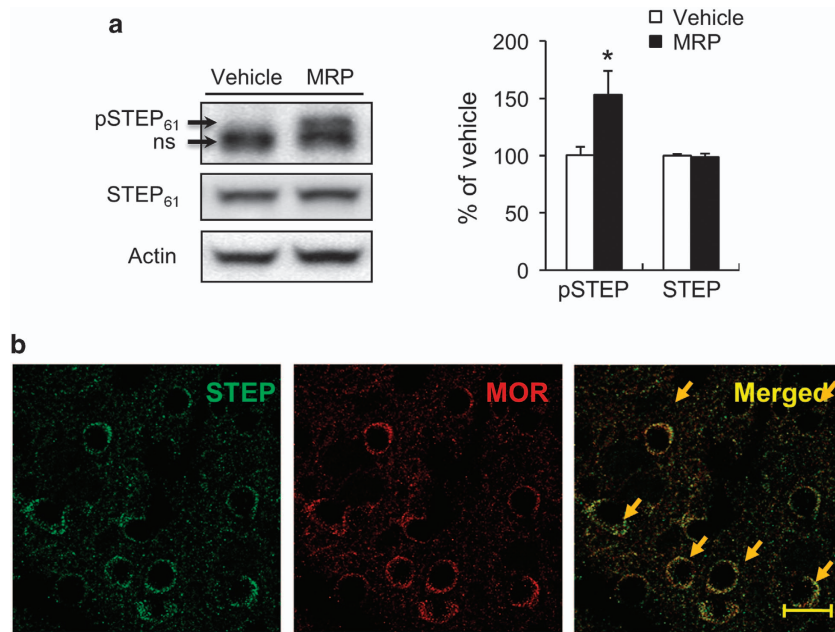 a
Vehicle MRP
pSTEP61
ns
STEP61
Actin
Vehicle
MRP
% of vehicle
200
150
100
50
0
*
pSTEP STEP
b
STEP
MOR
Merged